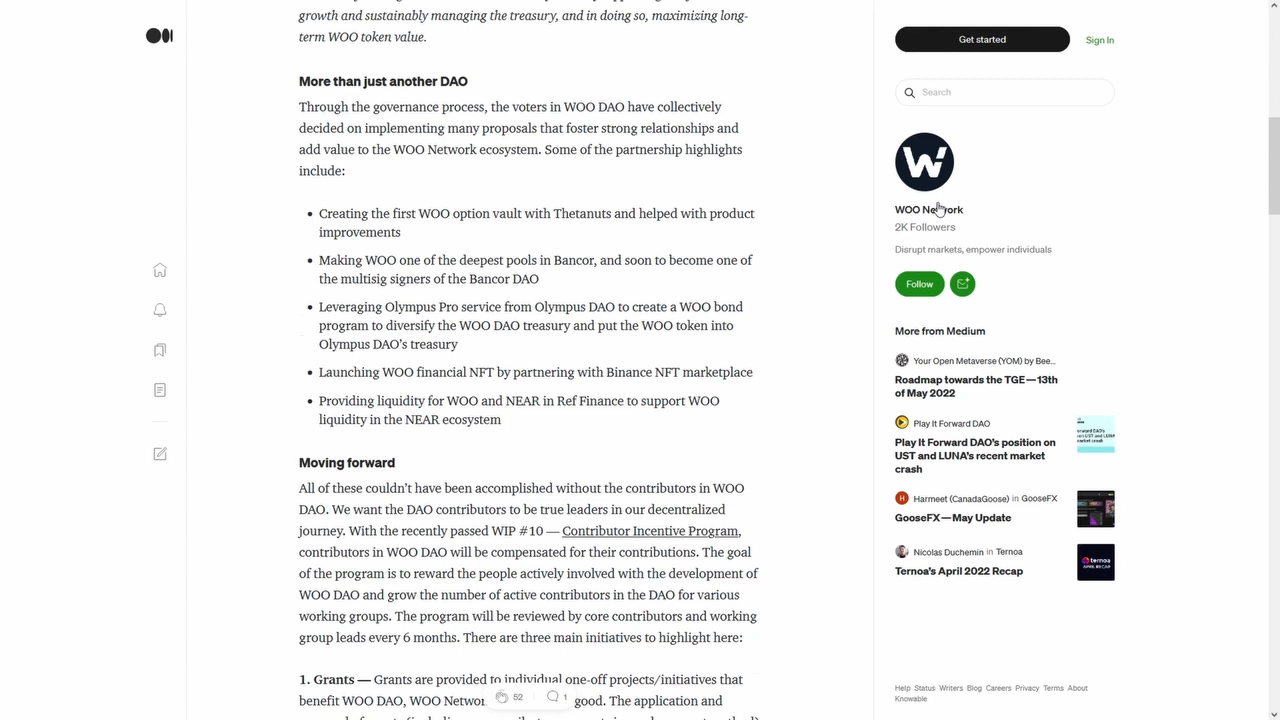 growth and sustainably managing the treasury, and in doing so, maximizing long-
term WOO token value.
More than just another DAO
Through the governance process, the voters in WOO DAO have collectively
decided on implementing many proposals that foster strong relationships and
add value to the WOO Network ecosystem. Some of the partnership highlights
include:
• Creating the first WOO option vault with Thetanuts and helped with product
improvements
• Making WOO one of the deepest pools in Bancor, and soon to become one of
the multisig signers of the Bancor DAO
• Leveraging Olympus Pro service from Olympus DAO to create a WOO bond
program to diversify the WOO DAO treasury and put the WOO token into
Olympus DAO’s treasury
• Launching WOO financial NFT by partnering with Binance NFT marketplace
• Providing liquidity for WOO and NEAR in Ref Finance to support WOO
liquidity in the NEAR ecosystem
Moving forward
All of these couldn’t have been accomplished without the contributors in WOO
DAO. We want the DAO contributors to be true leaders in our decentralized
journey. With the recently passed WIP #10 — Contributor Incentive Program,
contributors in WOO DAO will be compensated for their contributions. The goal
of the program is to reward the people actively involved with the development of
WOO DAO and grow the number of active contributors in the DAO for various
working groups. The program will be reviewed by core contributors and working
group leads every 6 months. There are three main initiatives to highlight here:
1. Grants — Grants are provided to individual one-off projects/initiatives that
benefit WOO DAO, WOO Networ good. The application and
52 1
Get started Sign In
Search
W
WOO Network
2K Followers
Disrupt markets, empower individuals
Follow
More from Medium
Your Open Metaverse (YOM) by Bee...
Roadmap towards the TGE — 13th
of May 2022
Play It Forward DAO
Play It Forward DAO’s position on
UST and LUNA’s recent market
crash
H Harmeet (CanadaGoose) in GooseFX
GooseFX — May Update
Nicolas Duchemin in Ternoa
Ternoa’s April 2022 Recap
ternoa
APRIL RECAP
Help Status Writers Blog Careers Privacy Terms About
Knowable